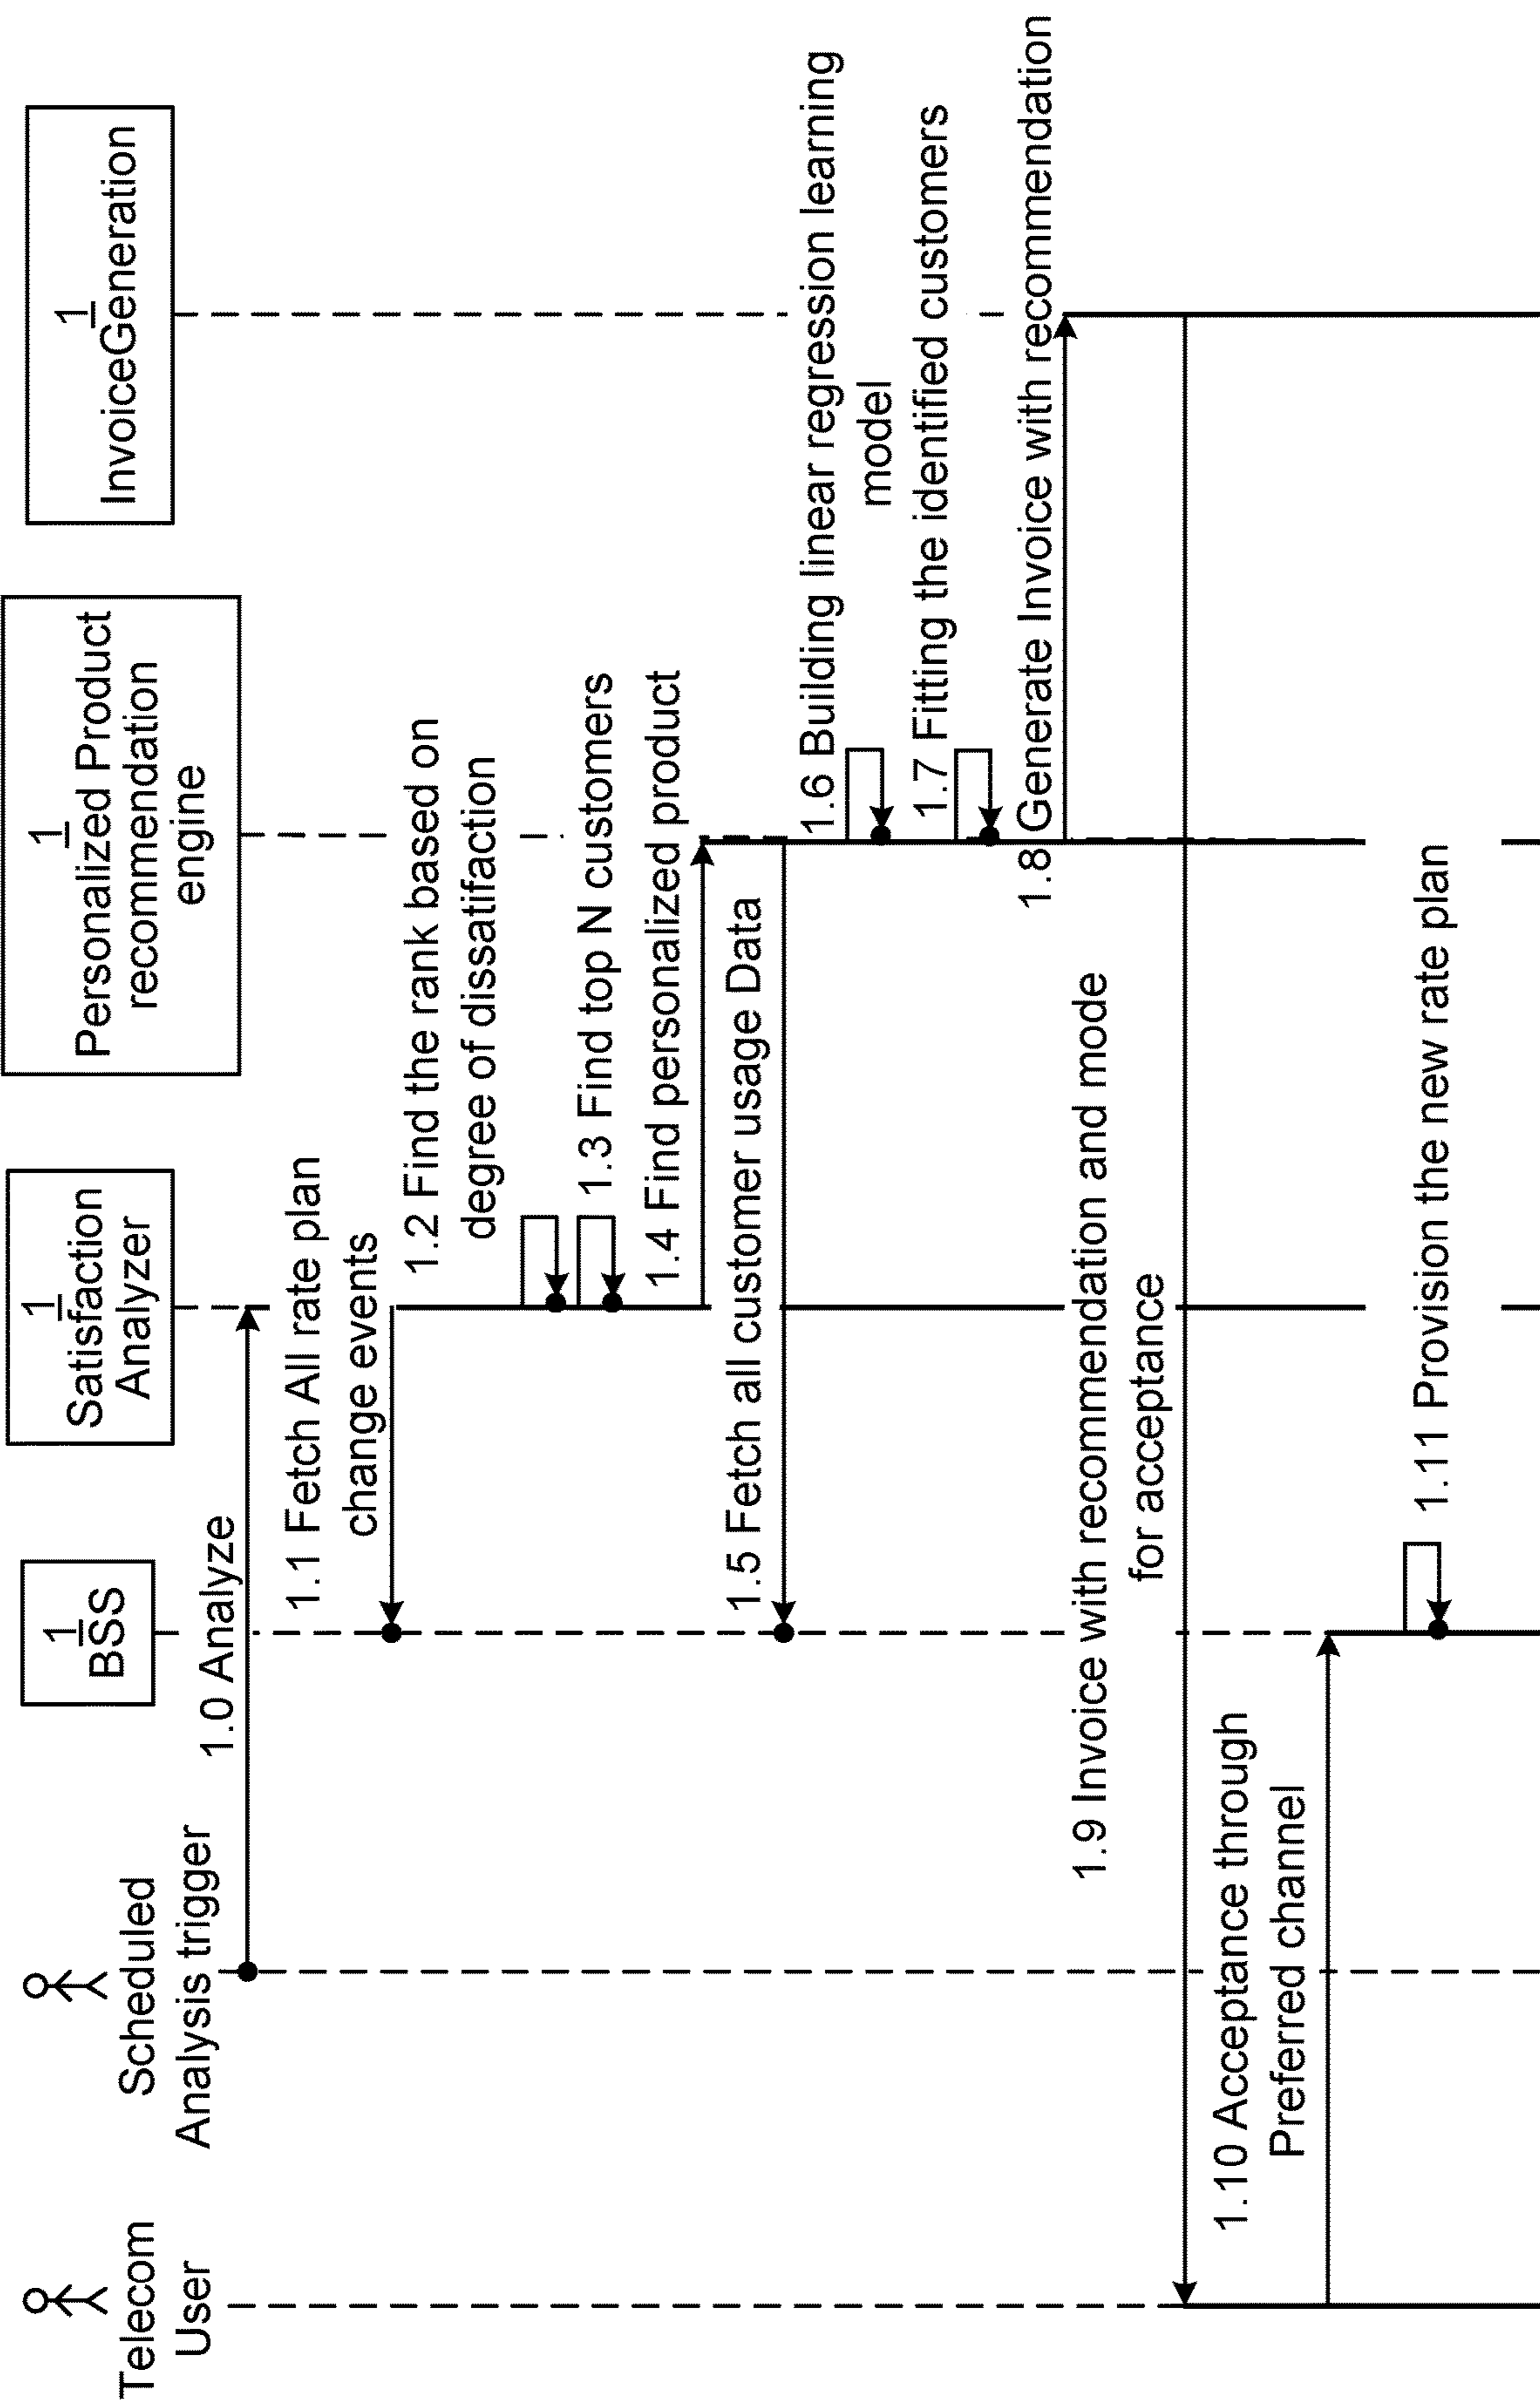 Telecom
User
Scheduled
Analysis trigger
1
BSS
1
Satisfaction
Analyzer
1
Personalized Product
recommendation
engine
1
InvoiceGeneration
1.0 Analyze
1.1 Fetch All rate plan
change events
1.2 Find the rank based on
degree of dissatifaction
1.3 Find top N customers
1.4 Find personalized product
1.5 Fetch all customer usage Data
1.6 Building linear regression learning
model
1.7 Fitting the identified customers
1.8 Generate Invoice with recommendation
1.9 Invoice with recommendation and mode
for acceptance
1.10 Acceptance through
Preferred channel
1.11 Provision the new rate plan